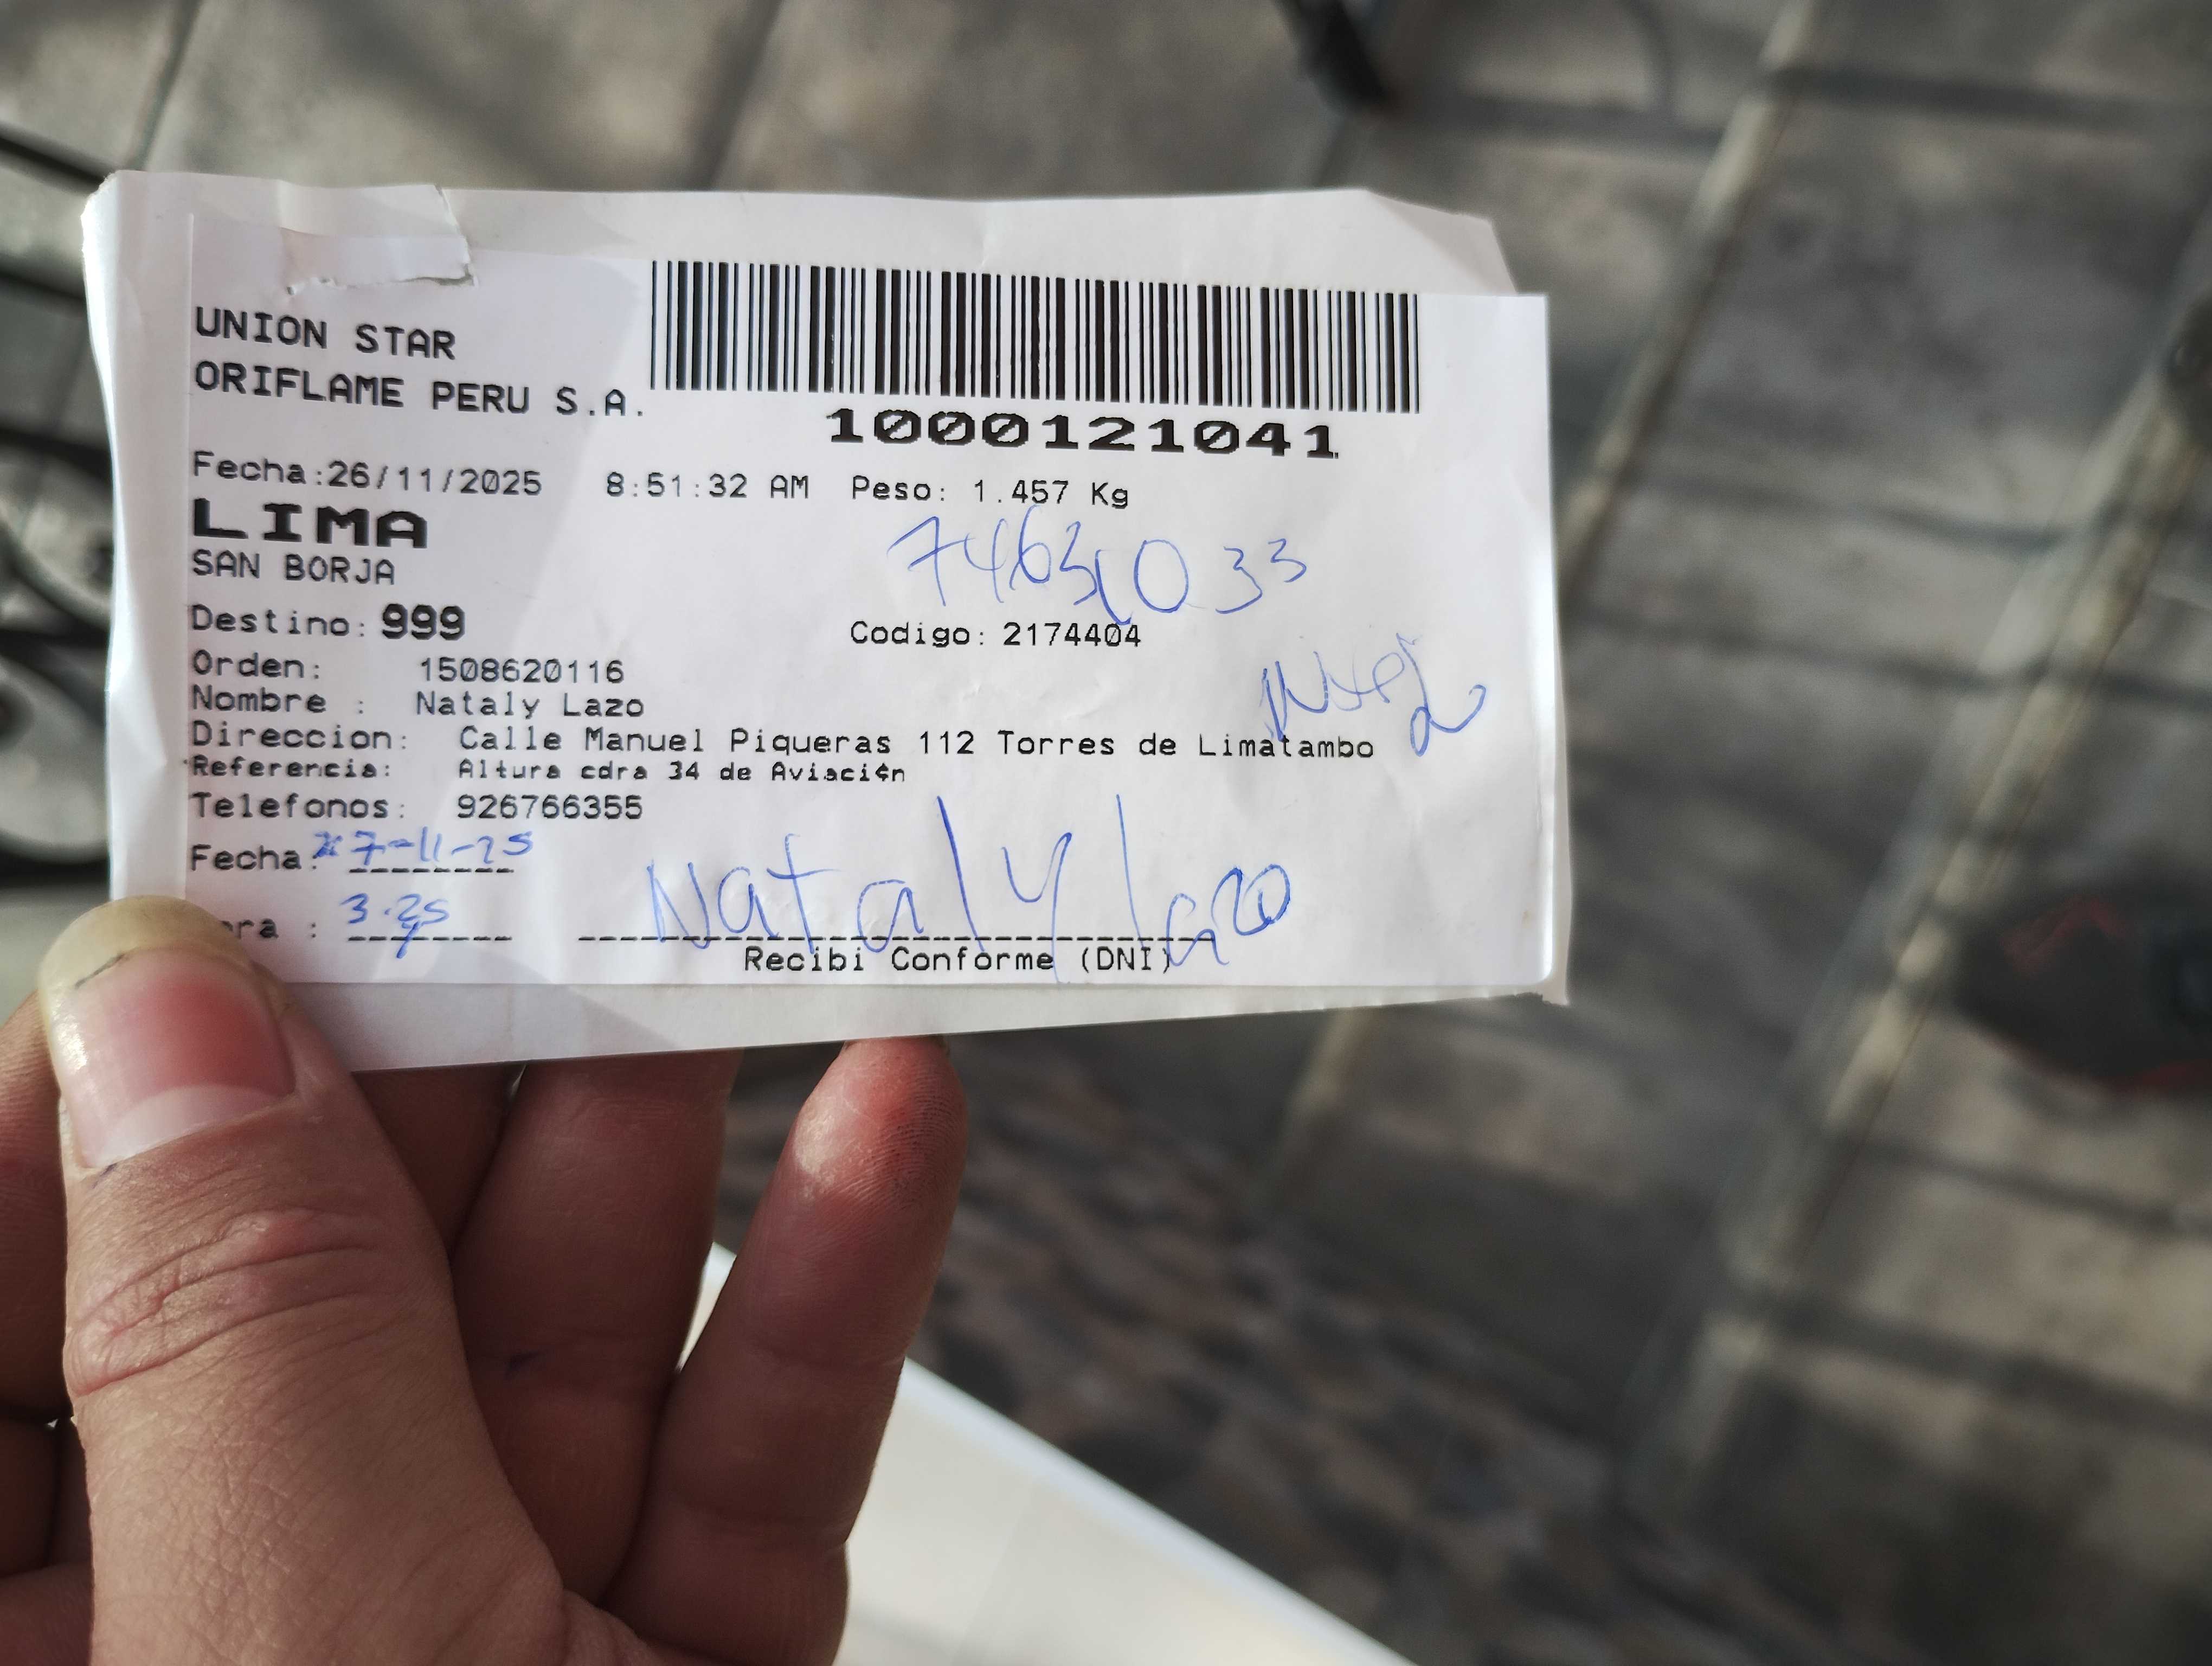 UNION STAR
ORIFLAME PERU S.A.
1000121041
Fecha:26/11/2025 8:51:32 AM Peso: 1.457 Kg
LIMA
SAN BORJA
Destino: 999
Codigo: 2174404
Orden: 1508620116
Nombre : Nataly Lazo
Direccion: Calle Manuel Piqueras 112 Torres de Limatambo
Referencia: Altura cdra 34 de Aviaci¢n
Telefonos: 926766355
Fecha: 27-11-25
ra : 3.25
Nataly lazo
Recibi Conforme (DNI)